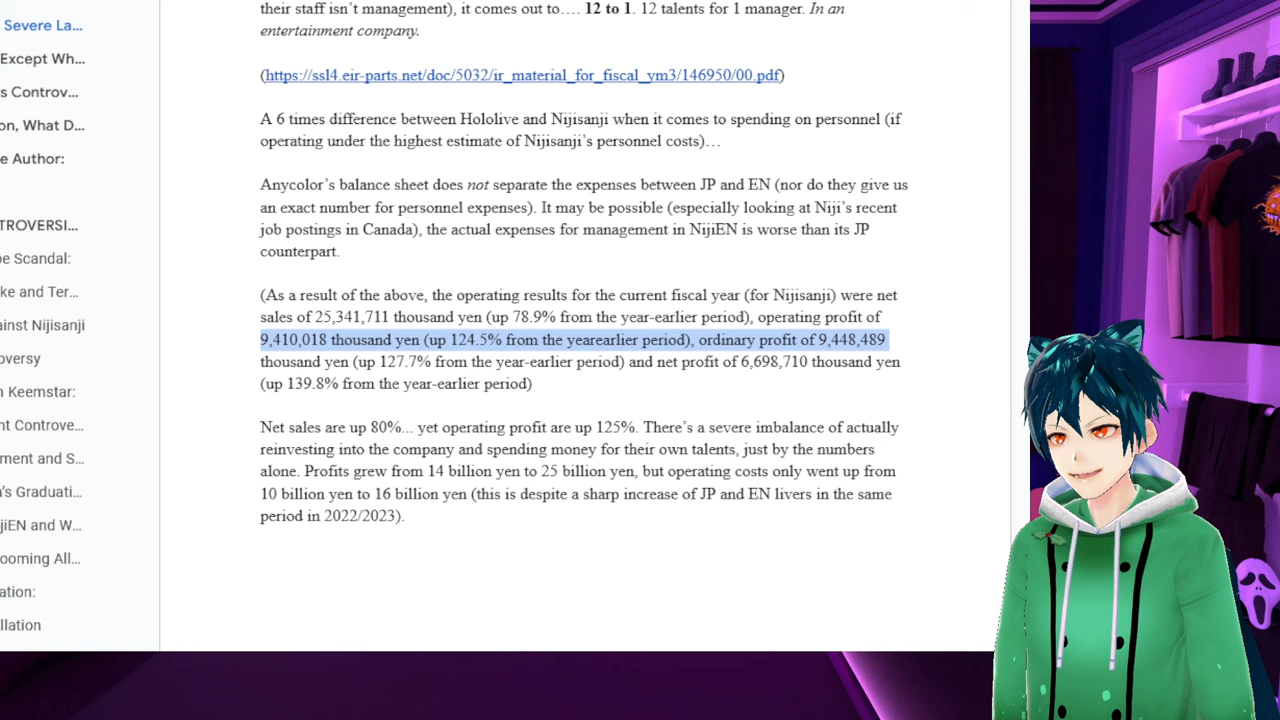 Severe La...
Except Wh...
s Controv...
on, What D...
e Author:
TROVERSI...
pe Scandal:
ke and Ter...
ainst Nijisanji
oversy
n Keemstar:
nt Controve...
ment and S...
a's Graduati...
jiEN and W...
ooming All...
ation:
llation
their staff isn't management), it comes out to…. 12 to 1. 12 talents for 1 manager. In an
entertainment company.
(https://ssl4.eir-parts.net/doc/5032/ir_material_for_fiscal_ym3/146950/00.pdf)
A 6 times difference between Hololive and Nijisanji when it comes to spending on personnel (if
operating under the highest estimate of Nijisanji's personnel costs)…
Anycolor's balance sheet does not separate the expenses between JP and EN (nor do they give us
an exact number for personnel expenses). It may be possible (especially looking at Niji's recent
job postings in Canada), the actual expenses for management in NijiEN is worse than its JP
counterpart.
(As a result of the above, the operating results for the current fiscal year (for Nijisanji) were net
sales of 25,341,711 thousand yen (up 78.9% from the year-earlier period), operating profit of
9,410,018 thousand yen (up 124.5% from the yearearlier period), ordinary profit of 9,448,489
thousand yen (up 127.7% from the year-earlier period) and net profit of 6,698,710 thousand yen
(up 139.8% from the year-earlier period)
Net sales are up 80%... yet operating profit are up 125%. There's a severe imbalance of actually
reinvesting into the company and spending money for their own talents, just by the numbers
alone. Profits grew from 14 billion yen to 25 billion yen, but operating costs only went up from
10 billion yen to 16 billion yen (this is despite a sharp increase of JP and EN livers in the same
period in 2022/2023).